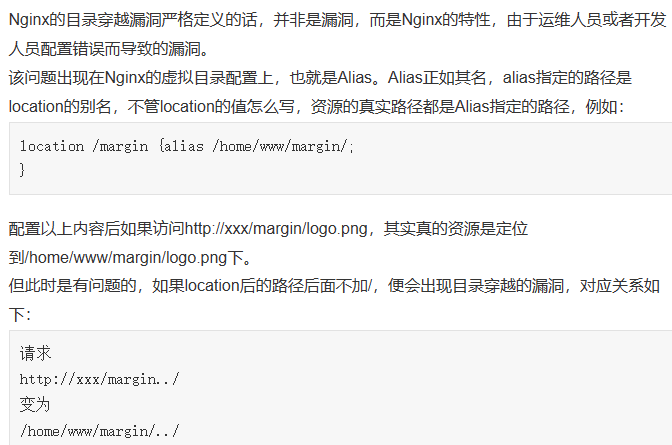 Nginx的目录穿越漏洞严格定义的话，并非是漏洞，而是Nginx的特性，由于运维人员或者开发
人员配置错误而导致的漏洞。
该问题出现在Nginx的虚拟目录配置上，也就是Alias。Alias正如其名，alias指定的路径是
location的别名，不管location的值怎么写，资源的真实路径都是Alias指定的路径，例如：
location /margin {alias /home/www/margin/;
}
配置以上内容后如果访问http://xxx/margin/logo.png，其实真的资源是定位
到/home/www/margin/logo.png下。
但此时是有问题的，如果location后的路径后面不加/，便会出现目录穿越的漏洞，对应关系如
下：
请求
http://xxx/margin../
变为
/home/www/margin/../